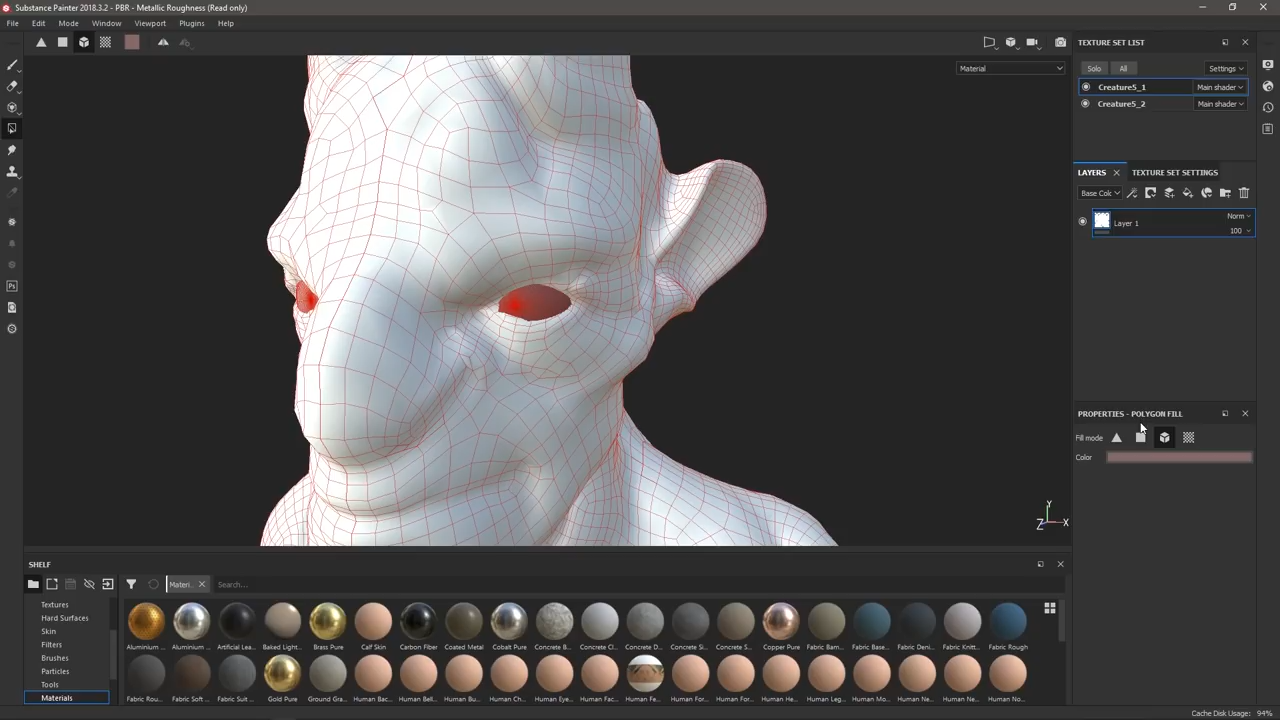 Substance Painter 2018.3.2 - PBR - Metallic Roughness (Read only)
File Edit Mode Window Viewport Plugins Help
Material
TEXTURE SET LIST
Solo All Settings
Creature5_1 Main shader
Creature5_2 Main shader
LAYERS TEXTURE SET SETTINGS
Base Colo
Norm
Layer 1
100
PROPERTIES - POLYGON FILL
Fill mode
Color
Y
Z X
Ps
SHELF
Materi... Search...
Textures
Hard Surfaces
Skin
Filters
Brushes
Particles
Tools
Materials
Aluminium ... Aluminium ... Artificial Lea... Baked Light... Brass Pure Calf Skin Carbon Fiber Coated Metal Cobalt Pure Concrete B... Concrete Cl... Concrete D... Concrete Si... Concrete S... Copper Pure Fabric Bam... Fabric Base... Fabric Deni... Fabric Knitt... Fabric Rough
Fabric Rou... Fabric Soft ... Fabric Suit ... Gold Pure Ground Gra... Human Bac... Human Bell... Human Bu... Human Ch... Human Eye... Human Fac... Human Fe... Human For... Human For... Human He... Human Leg... Human Mo... Human Ne... Human Ne... Human No...
Cache Disk Usage: 94%